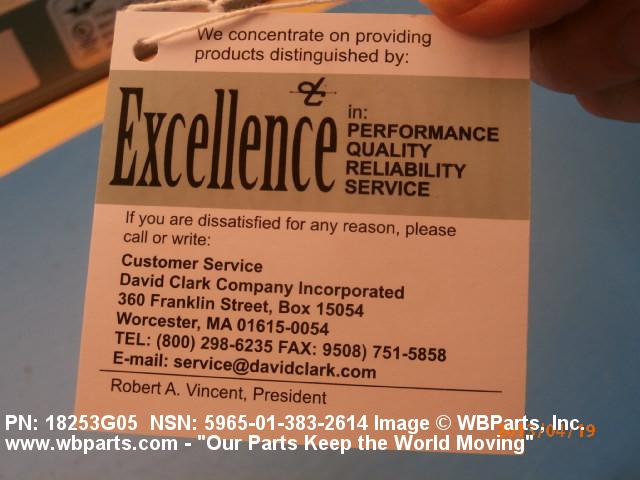 We concentrate on providing
products distinguished by:
Excellence
in:
PERFORMANCE
QUALITY
RELIABILITY
SERVICE
If you are dissatisfied for any reason, please
call or write:
Customer Service
David Clark Company Incorporated
360 Franklin Street, Box 15054
Worcester, MA 01615-0054
TEL: (800) 298-6235 FAX: 9508) 751-5858
E-mail: service@davidclark.com
Robert A. Vincent, President
PN: 18253G05 NSN: 5965-01-383-2614 Image © WBParts, Inc.
www.wbparts.com - "Our Parts Keep the World Moving"